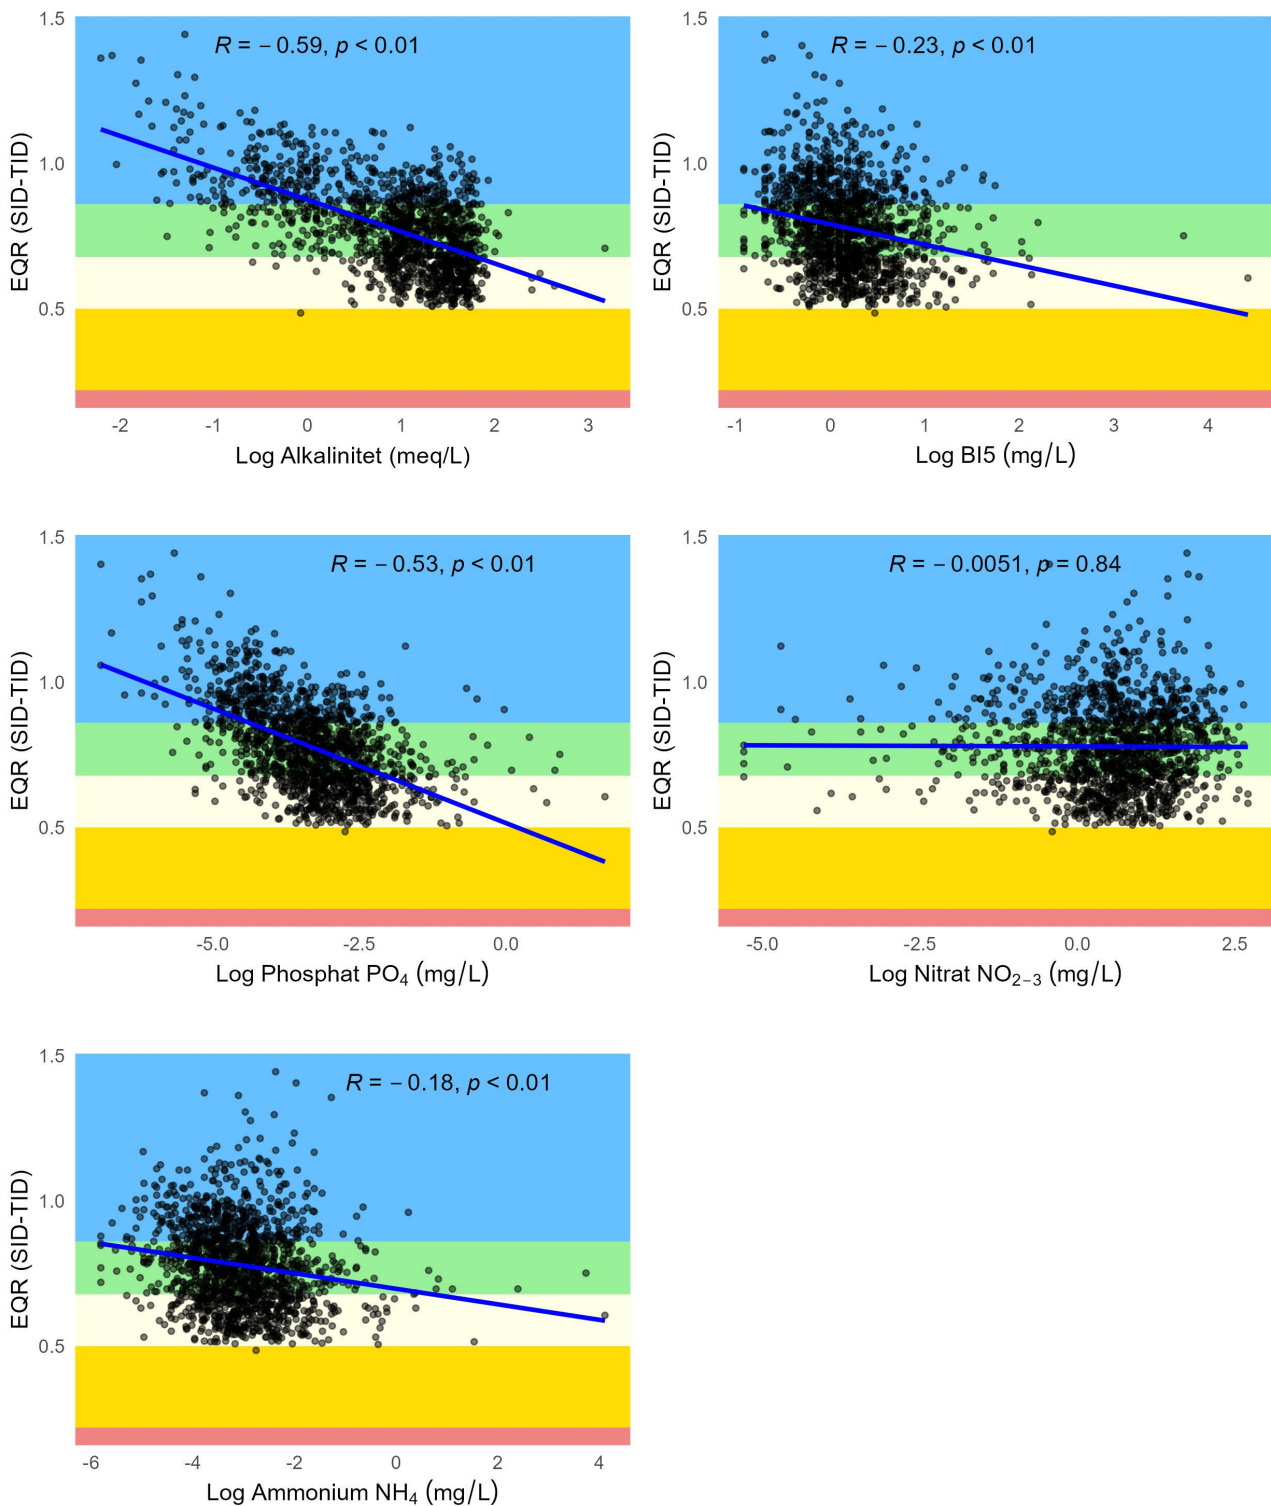 R = − 0.59, p < 0.01
1.5
1.0
0.5
EQR (SID-TID)
-2 -1 0 1 2 3
Log Alkalinitet (meq/L)
R = − 0.23, p < 0.01
1.5
1.0
0.5
EQR (SID-TID)
-1 0 1 2 3 4
Log BI5 (mg/L)
R = − 0.53, p < 0.01
1.5
1.0
0.5
EQR (SID-TID)
-5.0 -2.5 0.0
Log Phosphat PO₄ (mg/L)
R = − 0.0051, p = 0.84
1.5
1.0
0.5
EQR (SID-TID)
-5.0 -2.5 0.0 2.5
Log Nitrat NO₂₋₃ (mg/L)
R = − 0.18, p < 0.01
1.5
1.0
0.5
EQR (SID-TID)
-6 -4 -2 0 2 4
Log Ammonium NH₄ (mg/L)